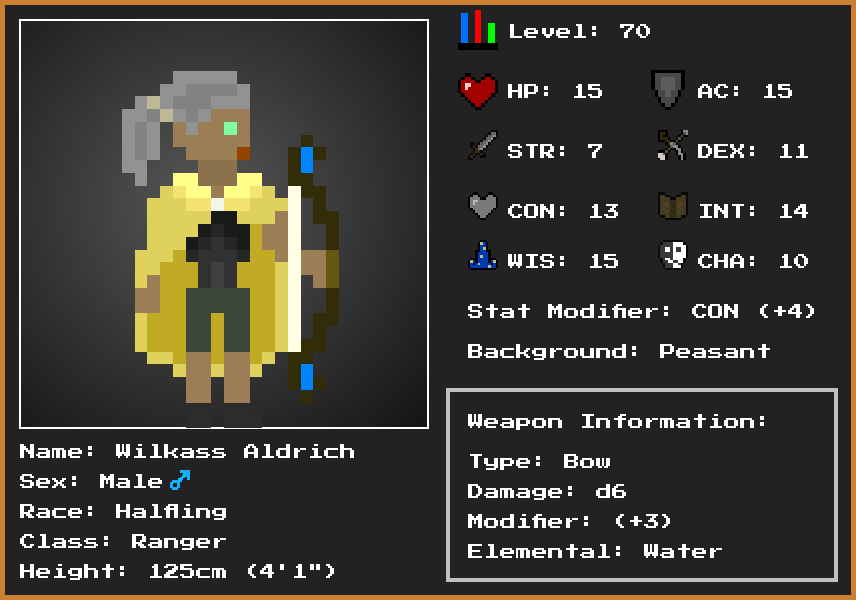 Level: 70
HP: 15
AC: 15
STR: 7
DEX: 11
CON: 13
INT: 14
WIS: 15
CHA: 10
Stat Modifier: CON (+4)
Background: Peasant
Weapon Information:
Type: Bow
Damage: d6
Modifier: (+3)
Elemental: Water
Name: Wilkass Aldrich
Sex: Male ♂
Race: Halfling
Class: Ranger
Height: 125cm (4'1")